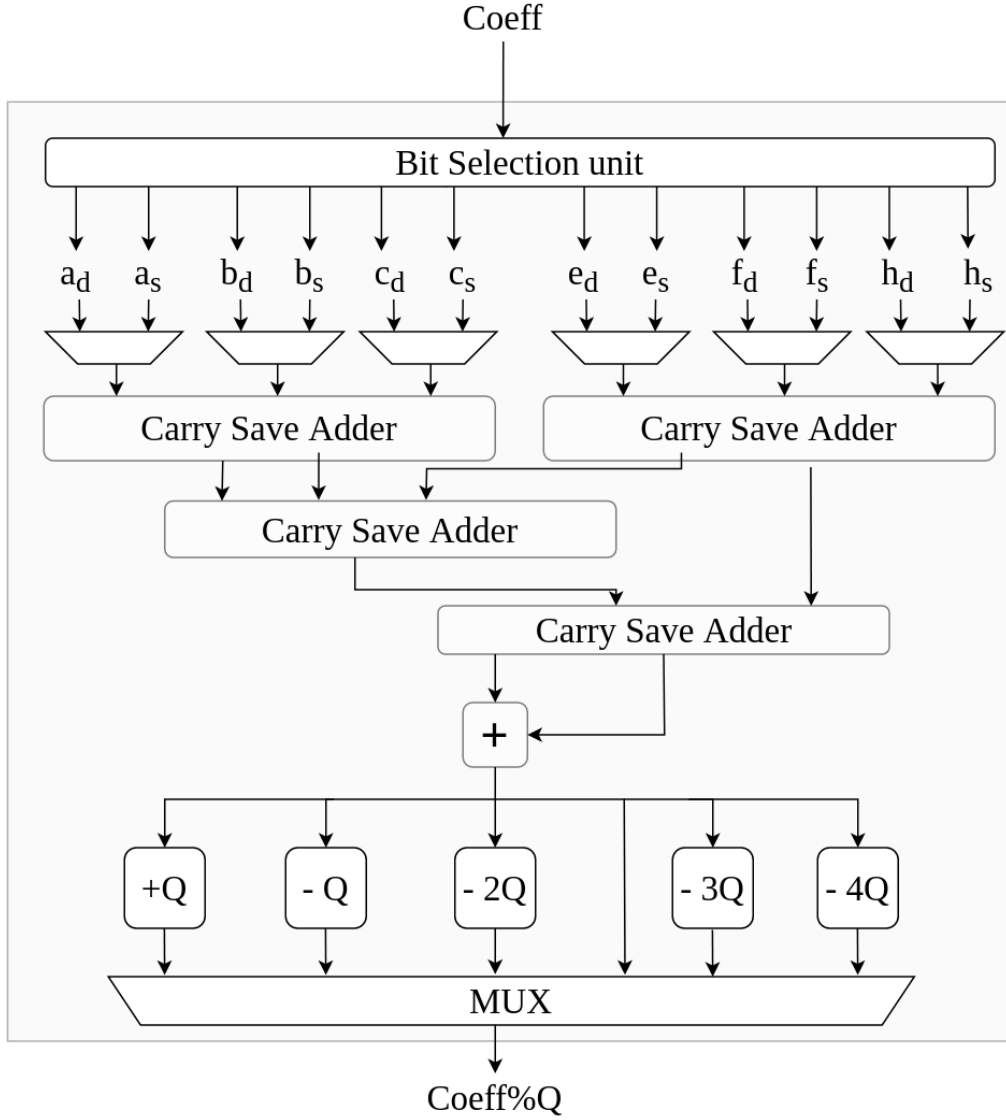 Coeff
Bit Selection unit
a_d a_s b_d b_s c_d c_s e_d e_s f_d f_s h_d h_s
Carry Save Adder Carry Save Adder
Carry Save Adder
Carry Save Adder
+
+Q - Q - 2Q - 3Q - 4Q
MUX
Coeff%Q